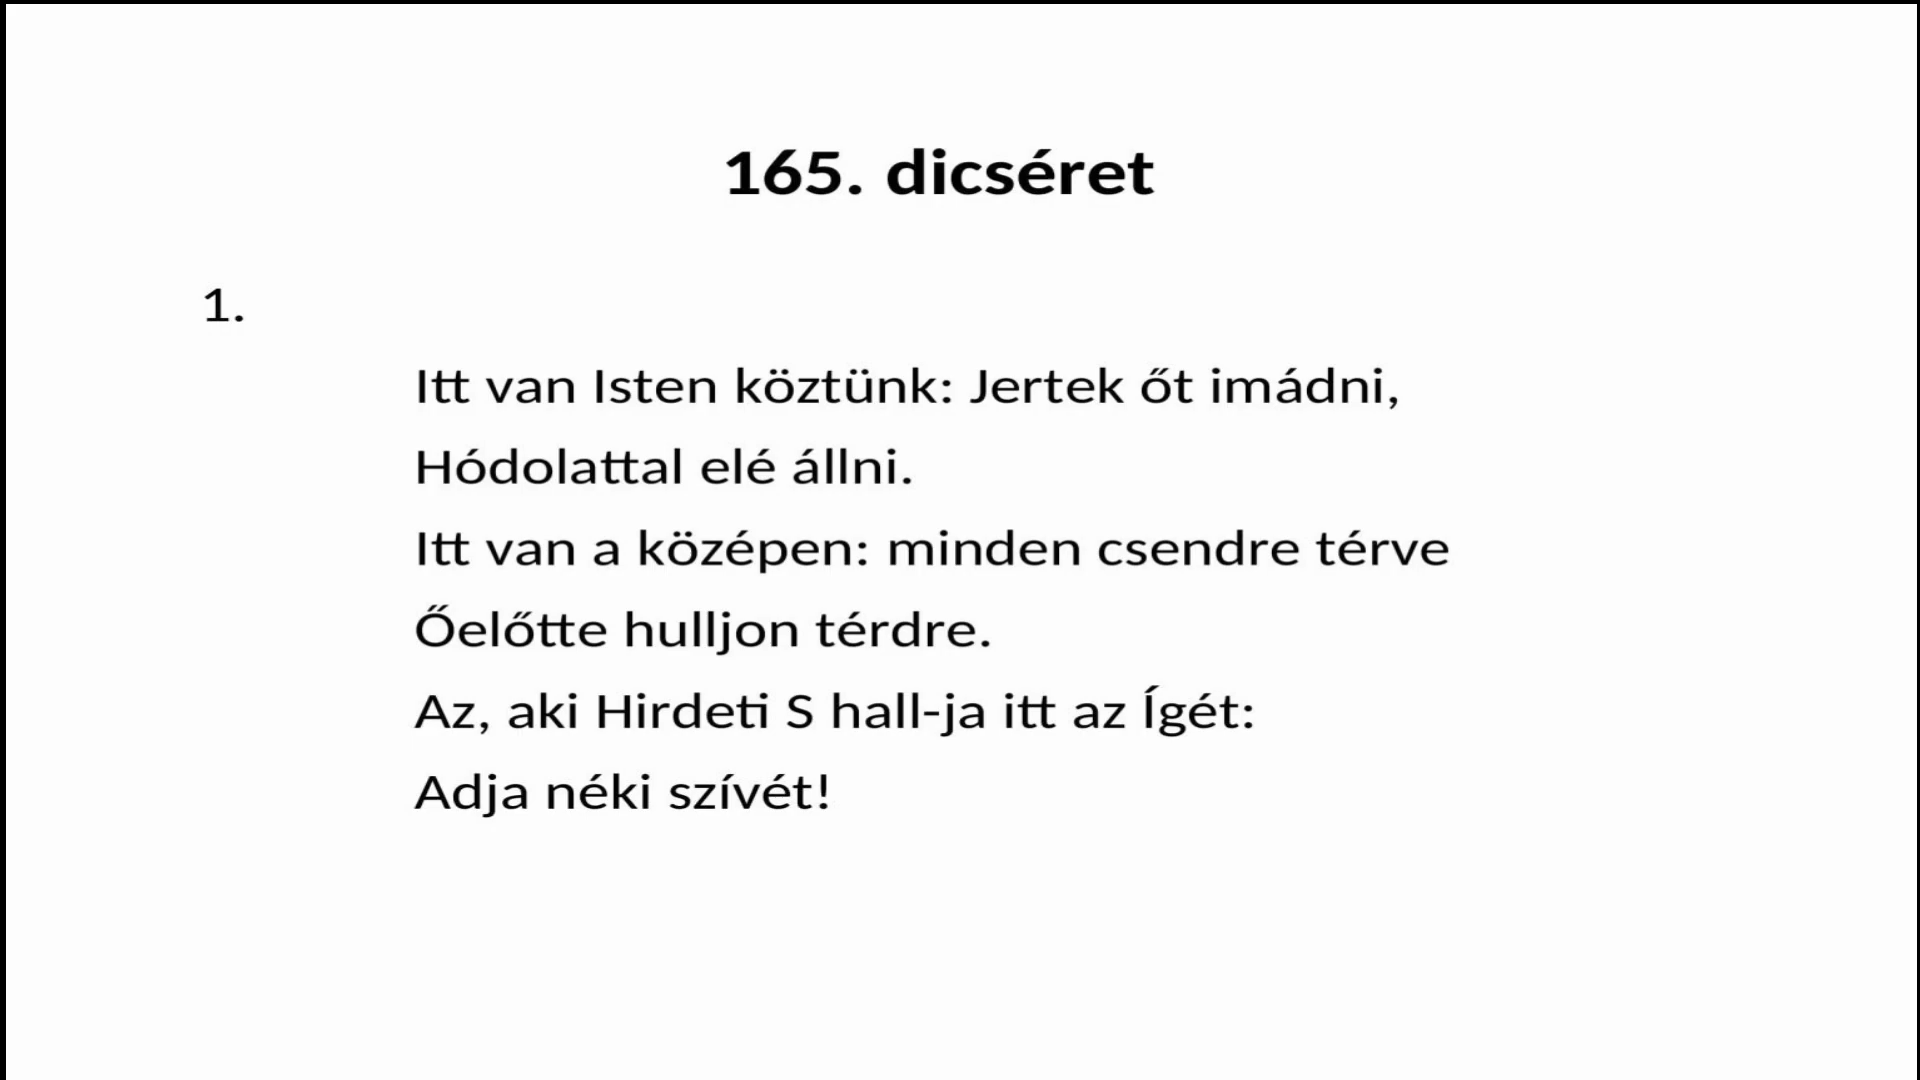 165. dicséret
1.
Itt van Isten köztünk: Jertek őt imádni,
Hódolattal elé állni.
Itt van a középen: minden csendre térve
Őelőtte hulljon térdre.
Az, aki Hirdeti S hall-ja itt az Ígét:
Adja néki szívét!